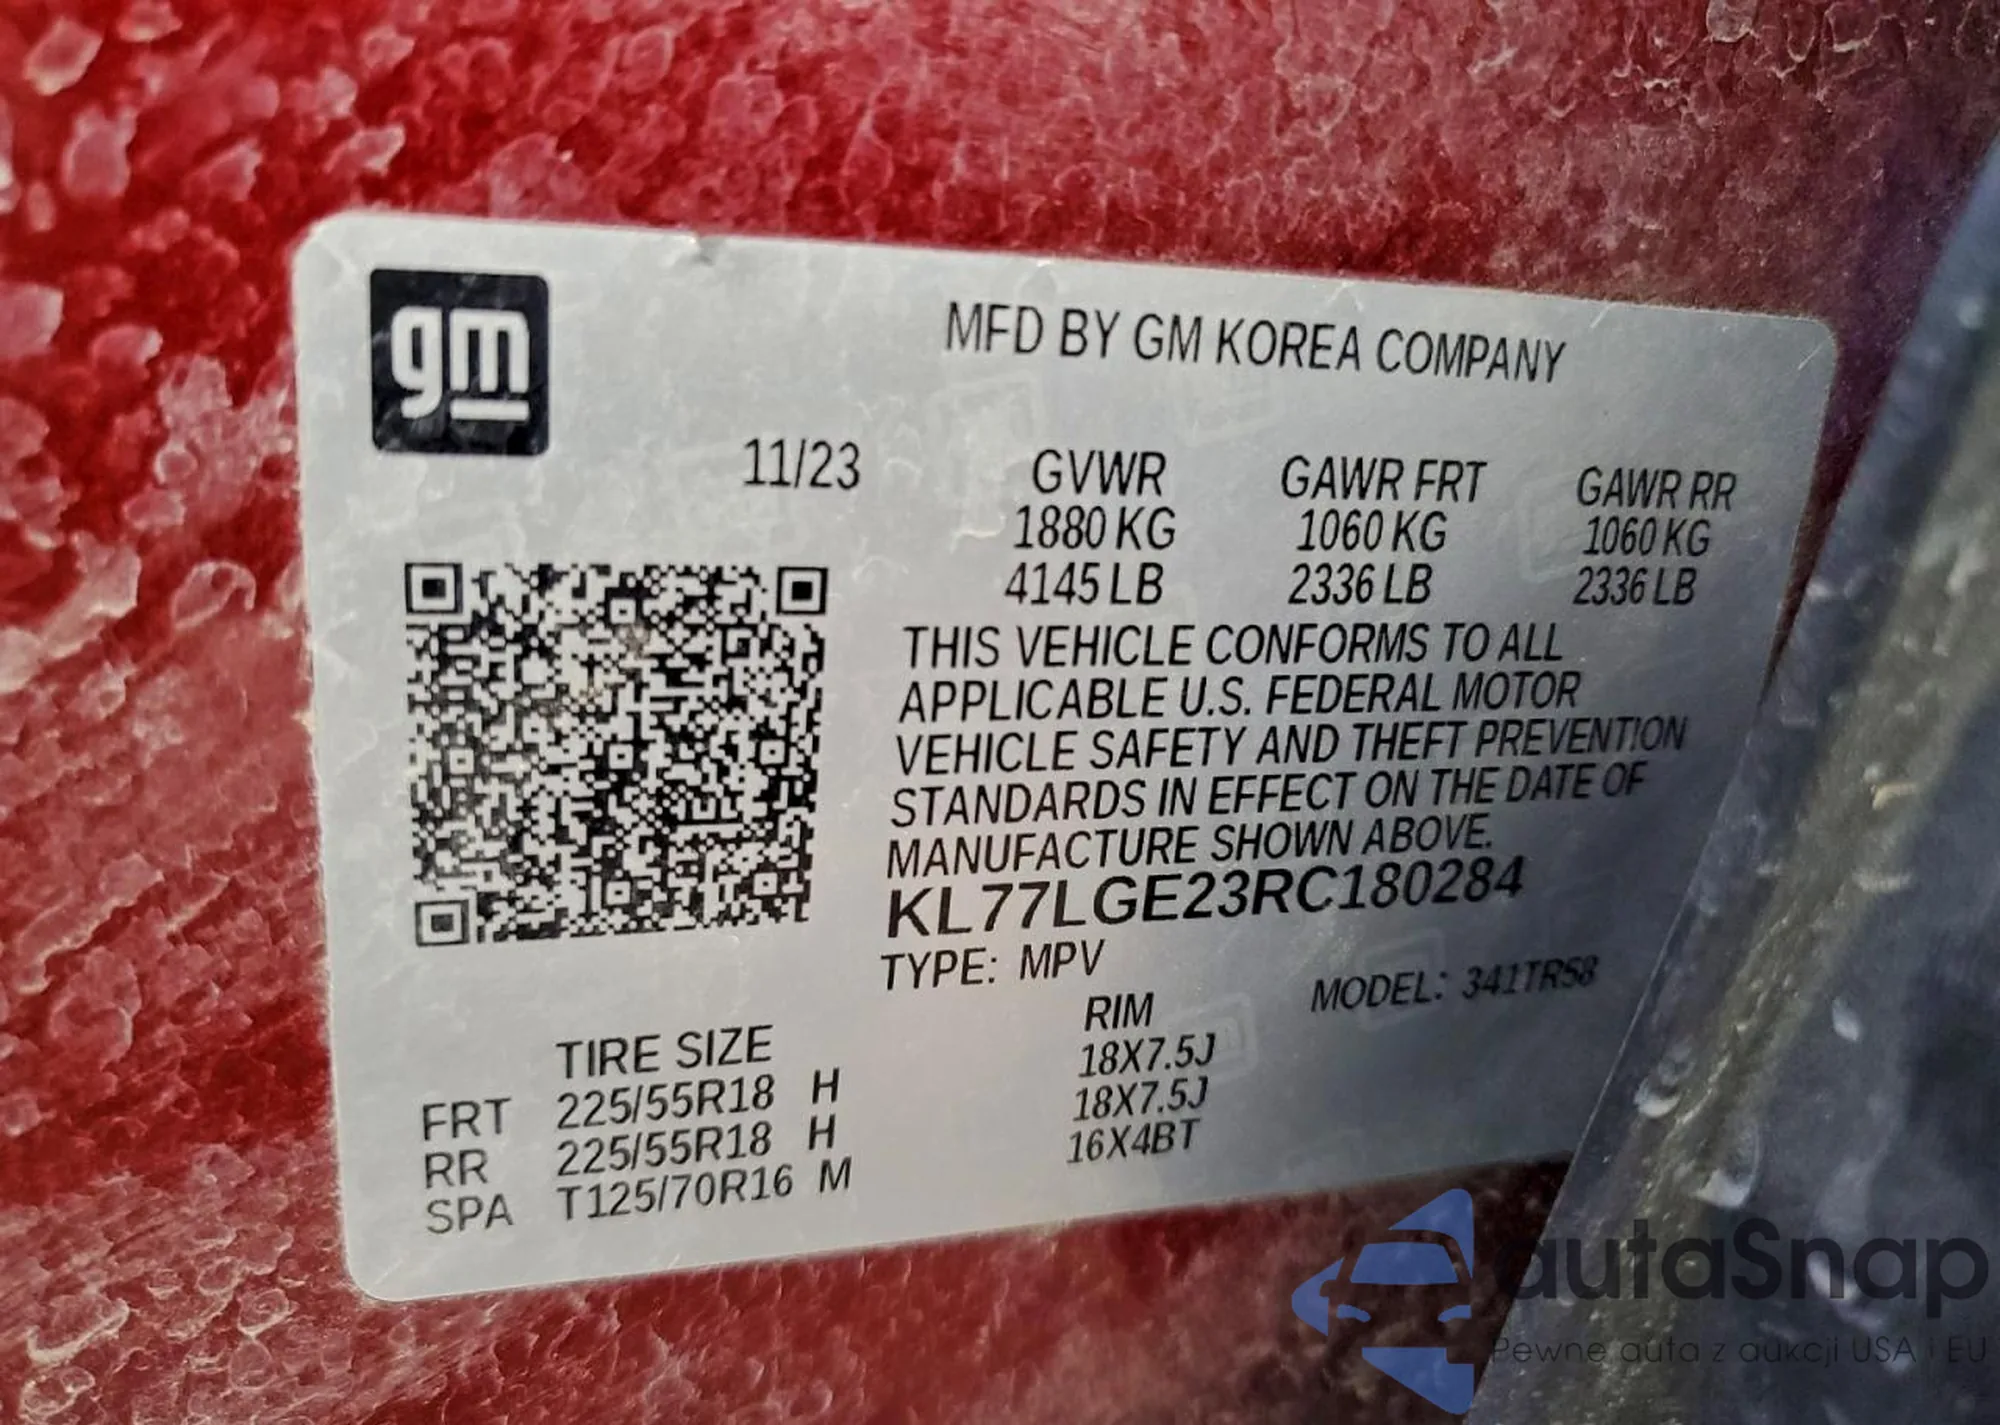 gm
MFD BY GM KOREA COMPANY
11/23 GVWR GAWR FRT GAWR RR
1880 KG 1060 KG 1060 KG
4145 LB 2336 LB 2336 LB
THIS VEHICLE CONFORMS TO ALL
APPLICABLE U.S. FEDERAL MOTOR
VEHICLE SAFETY AND THEFT PREVENTION
STANDARDS IN EFFECT ON THE DATE OF
MANUFACTURE SHOWN ABOVE.
KL77LGE23RC180284
TYPE: MPV MODEL: 341TR58
TIRE SIZE RIM
FRT 225/55R18 H 18X7.5J
RR 225/55R18 H 18X7.5J
SPA T125/70R16 M 16X4BT
autaSnap
Pewne auta z aukcji USA i EU